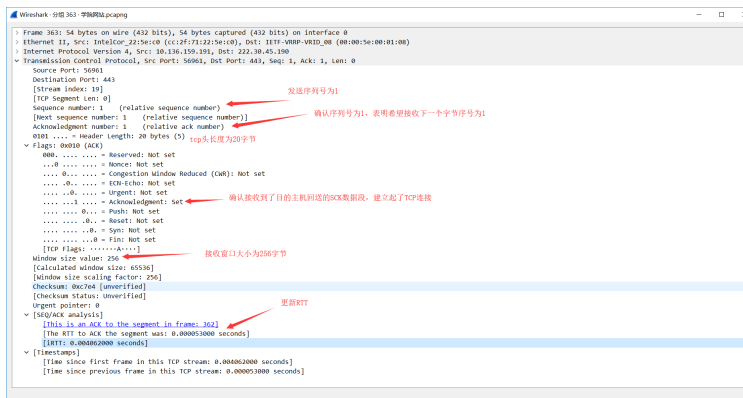 Wireshark · 分组 363 · 学院网站.pcapng
Frame 363: 54 bytes on wire (432 bits), 54 bytes captured (432 bits) on interface 0
Ethernet II, Src: IntelCor_22:5e:c0 (cc:2f:71:22:5e:c0), Dst: IETF-VRRP-VRID_08 (00:00:5e:00:01:08)
Internet Protocol Version 4, Src: 10.136.159.191, Dst: 222.30.45.190
Transmission Control Protocol, Src Port: 56961, Dst Port: 443, Seq: 1, Ack: 1, Len: 0
Source Port: 56961
Destination Port: 443
[Stream index: 19]
[TCP Segment Len: 0]
发送序列号为1
Sequence number: 1 (relative sequence number)
[Next sequence number: 1 (relative sequence number)]
确认序列号为1，表明希望接收下一个字节序号为1
Acknowledgment number: 1 (relative ack number)
0101 .... = Header Length: 20 bytes (5)
tcp头长度为20字节
Flags: 0x010 (ACK)
000. .... .... = Reserved: Not set
...0 .... .... = Nonce: Not set
.... 0... .... = Congestion Window Reduced (CWR): Not set
.... .0.. .... = ECN-Echo: Not set
.... ..0. .... = Urgent: Not set
.... ...1 .... = Acknowledgment: Set
确认接收到了目的主机回送的SCK数据段，建立起了TCP连接
.... .... 0... = Push: Not set
.... .... .0.. = Reset: Not set
.... .... ..0. = Syn: Not set
.... .... ...0 = Fin: Not set
[TCP Flags: ·······A····]
Window size value: 256
接收窗口大小为256字节
[Calculated window size: 65536]
[Window size scaling factor: 256]
Checksum: 0xc7e4 [unverified]
[Checksum Status: Unverified]
Urgent pointer: 0
更新RTT
[SEQ/ACK analysis]
[This is an ACK to the segment in frame: 362]
[The RTT to ACK the segment was: 0.000053000 seconds]
[iRTT: 0.004062000 seconds]
[Timestamps]
[Time since first frame in this TCP stream: 0.004062000 seconds]
[Time since previous frame in this TCP stream: 0.000053000 seconds]